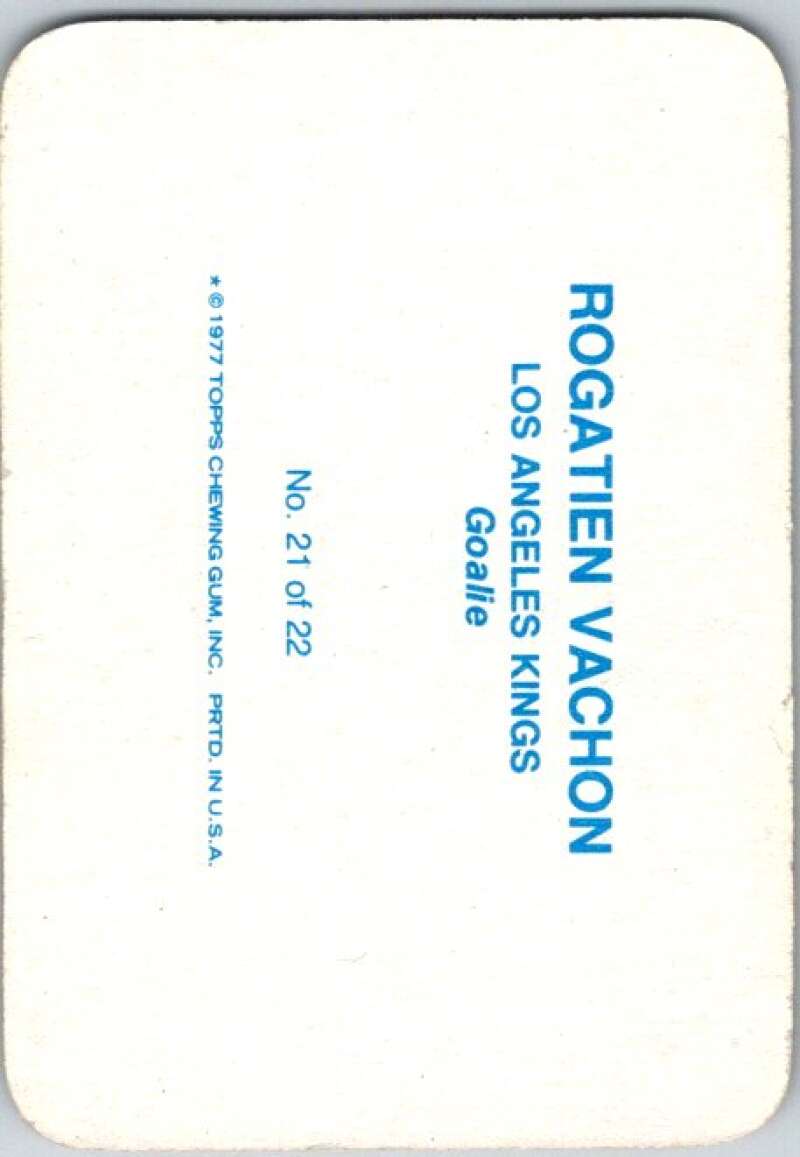 ROGATIEN VACHON
LOS ANGELES KINGS
Goalie
No. 21 of 22
* © 1977 TOPPS CHEWING GUM, INC. PRTD. IN U.S.A.